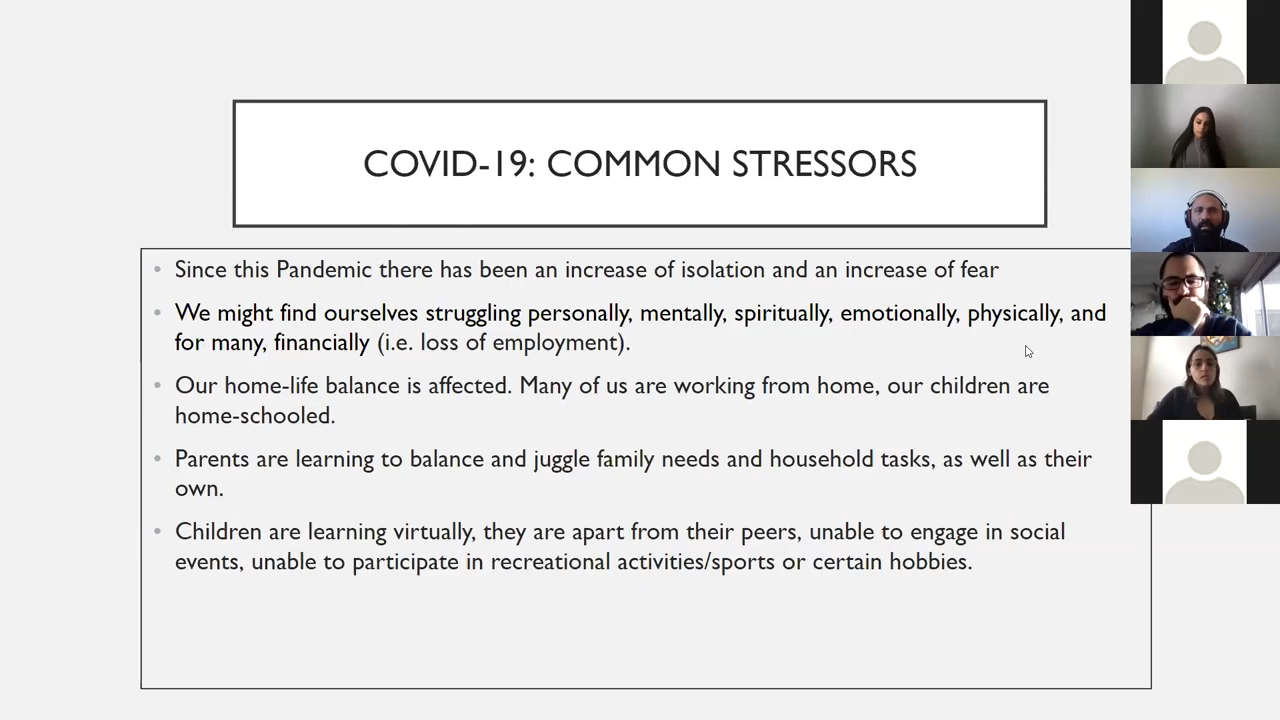 COVID-19: COMMON STRESSORS
• Since this Pandemic there has been an increase of isolation and an increase of fear
• We might find ourselves struggling personally, mentally, spiritually, emotionally, physically, and
for many, financially (i.e. loss of employment).
• Our home-life balance is affected. Many of us are working from home, our children are
home-schooled.
• Parents are learning to balance and juggle family needs and household tasks, as well as their
own.
• Children are learning virtually, they are apart from their peers, unable to engage in social
events, unable to participate in recreational activities/sports or certain hobbies.